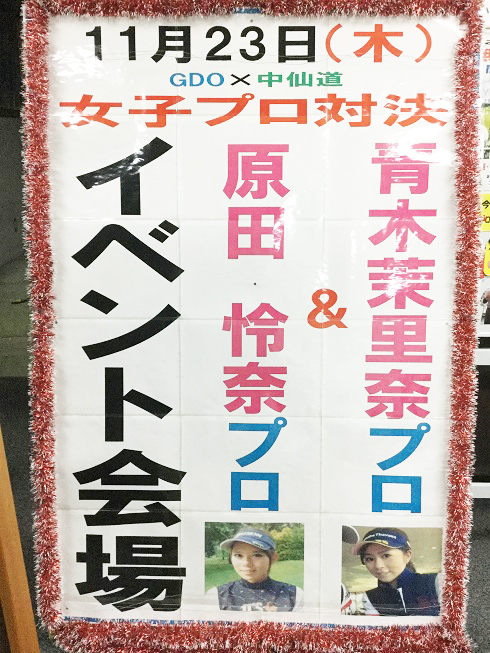 11月23日(木)
GDO×中仙道
女子プロ対決
青木茉里奈プロ
&
原田 怜奈プロ
イベント会場